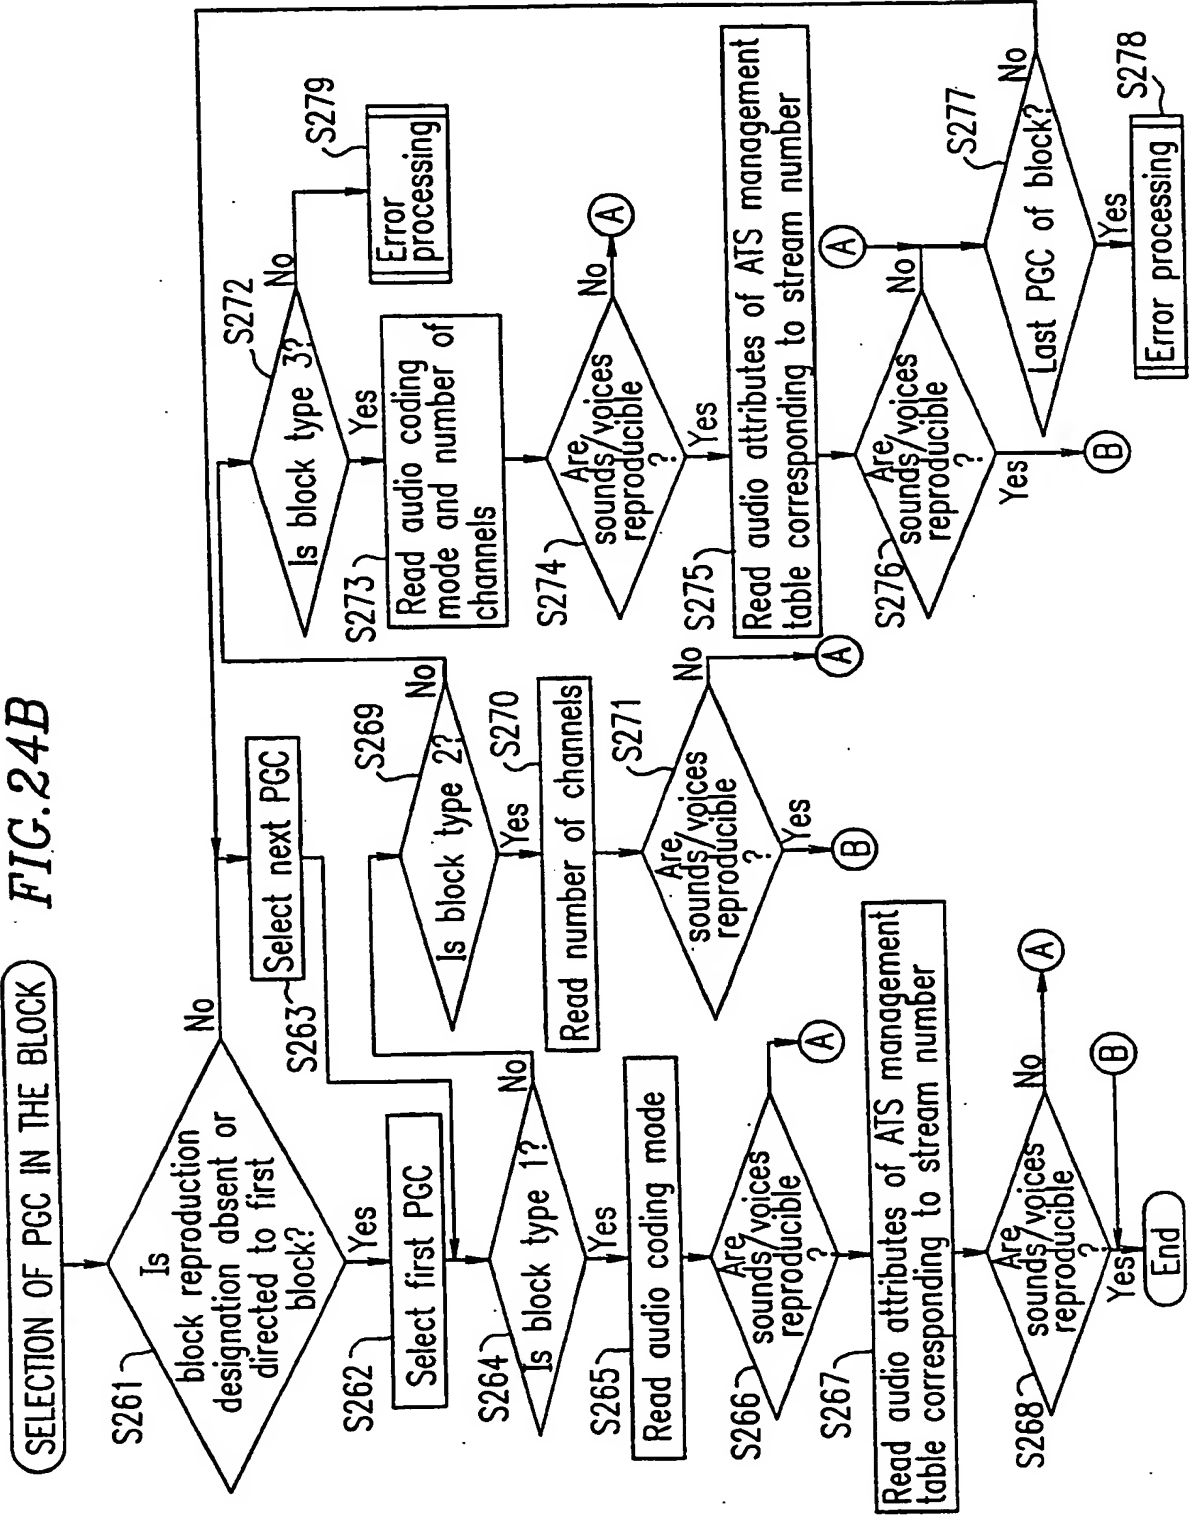 FIG.24B
SELECTION OF PGC IN THE BLOCK
S261
Is
block reproduction
designation absent or
directed to first
block?
No
Yes
S262
Select first PGC
S263
Select next PGC
S264
Is block type 1?
No
Yes
S265
Read audio coding mode
S266
Are
sounds/voices
reproducible
?
A
S267
Read audio attributes of ATS management
table corresponding to stream number
S268
Are
sounds/voices
reproducible
?
No
A
Yes
B
End
S269
Is block type 2?
No
Yes
S270
Read number of channels
S271
Are
sounds/voices
reproducible
?
No
A
Yes
B
S272
Is block type 3?
No
Yes
S279
Error
processing
S273
Read audio coding
mode and number of
channels
S274
Are
sounds/voices
reproducible
?
No
A
Yes
S275
Read audio attributes of ATS management
table corresponding to stream number
S276
Are
sounds/voices
reproducible
?
No
A
Yes
B
S277
Last PGC of block?
No
Yes
S278
Error processing